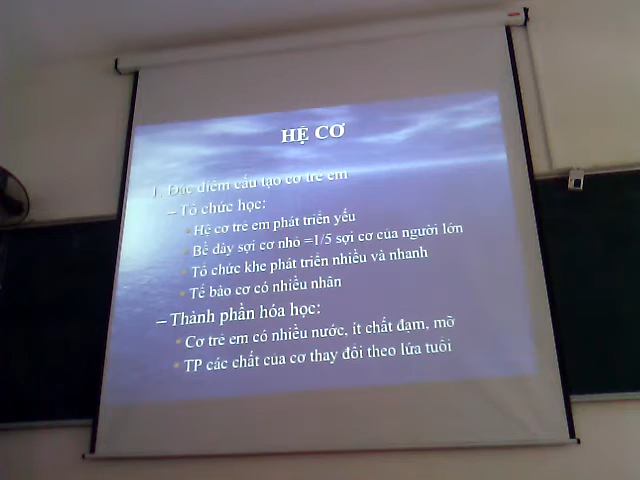 HỆ CƠ
1. Đặc điểm cấu tạo cơ trẻ em
– Tổ chức học:
• Hệ cơ trẻ em phát triển yếu
• Bề dày sợi cơ nhỏ =1/5 sợi cơ của người lớn
• Tổ chức khe phát triển nhiều và nhanh
• Tế bào cơ có nhiều nhân
– Thành phần hóa học:
• Cơ trẻ em có nhiều nước, ít chất đạm, mỡ
• TP các chất của cơ thay đổi theo lứa tuổi